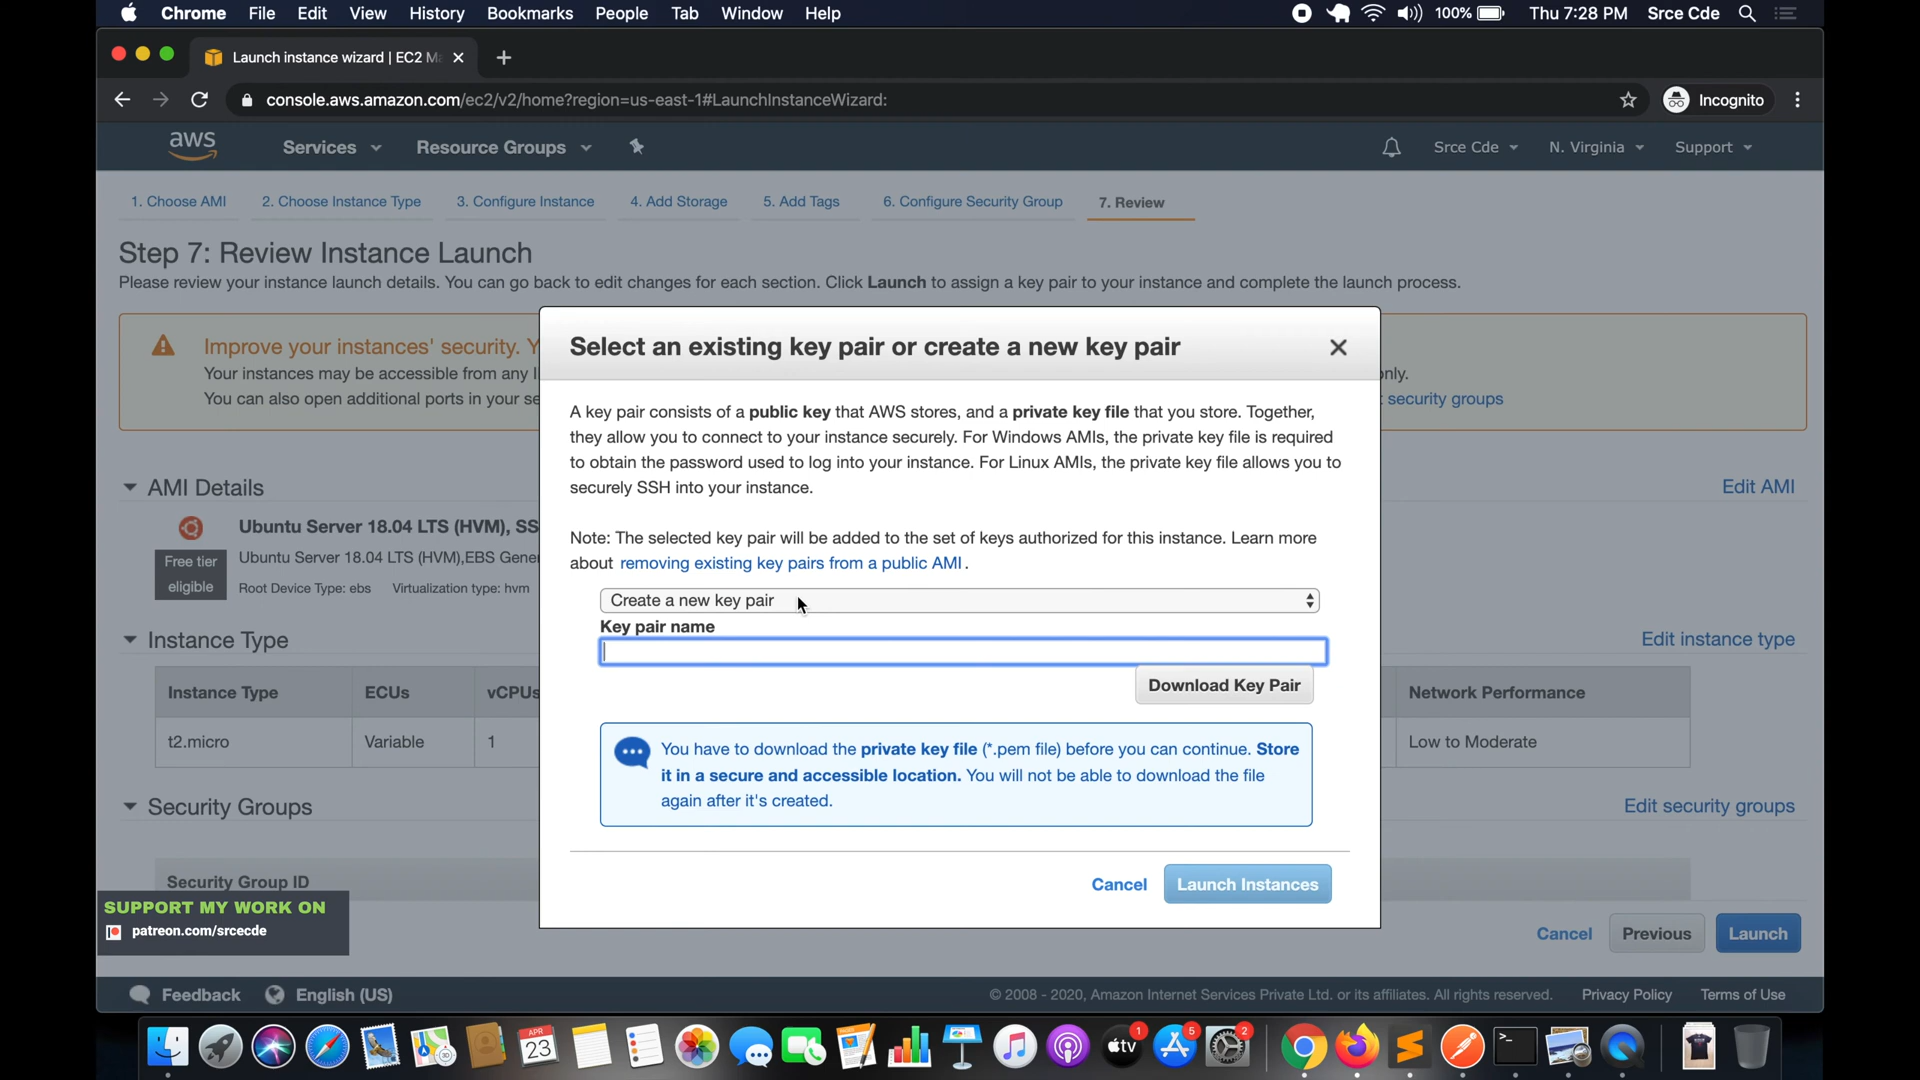 Chrome File Edit View History Bookmarks People Tab Window Help 100% Thu 7:28 PM Srce Cde
Launch instance wizard | EC2 M
console.aws.amazon.com/ec2/v2/home?region=us-east-1#LaunchInstanceWizard:
Incognito
aws Services Resource Groups Srce Cde N. Virginia Support
1. Choose AMI 2. Choose Instance Type 3. Configure Instance 4. Add Storage 5. Add Tags 6. Configure Security Group 7. Review
Step 7: Review Instance Launch
Please review your instance launch details. You can go back to edit changes for each section. Click Launch to assign a key pair to your instance and complete the launch process.
Improve your instances' security. Y
Your instances may be accessible from any I
only.
You can also open additional ports in your se
security groups
Select an existing key pair or create a new key pair
A key pair consists of a public key that AWS stores, and a private key file that you store. Together,
they allow you to connect to your instance securely. For Windows AMIs, the private key file is required
to obtain the password used to log into your instance. For Linux AMIs, the private key file allows you to
securely SSH into your instance.
Note: The selected key pair will be added to the set of keys authorized for this instance. Learn more
about removing existing key pairs from a public AMI.
Create a new key pair
Key pair name
Download Key Pair
You have to download the private key file (*.pem file) before you can continue. Store
it in a secure and accessible location. You will not be able to download the file
again after it's created.
Cancel Launch Instances
AMI Details
Edit AMI
Ubuntu Server 18.04 LTS (HVM), SS
Free tier
eligible
Ubuntu Server 18.04 LTS (HVM),EBS Gene
Root Device Type: ebs Virtualization type: hvm
Instance Type
Edit instance type
Instance Type ECUs vCPUs Network Performance
t2.micro Variable 1 Low to Moderate
Security Groups
Edit security groups
Security Group ID
SUPPORT MY WORK ON
patreon.com/srcecde
Cancel Previous Launch
Feedback English (US) © 2008 - 2020, Amazon Internet Services Private Ltd. or its affiliates. All rights reserved. Privacy Policy Terms of Use
APR
23
tv
1
5
2